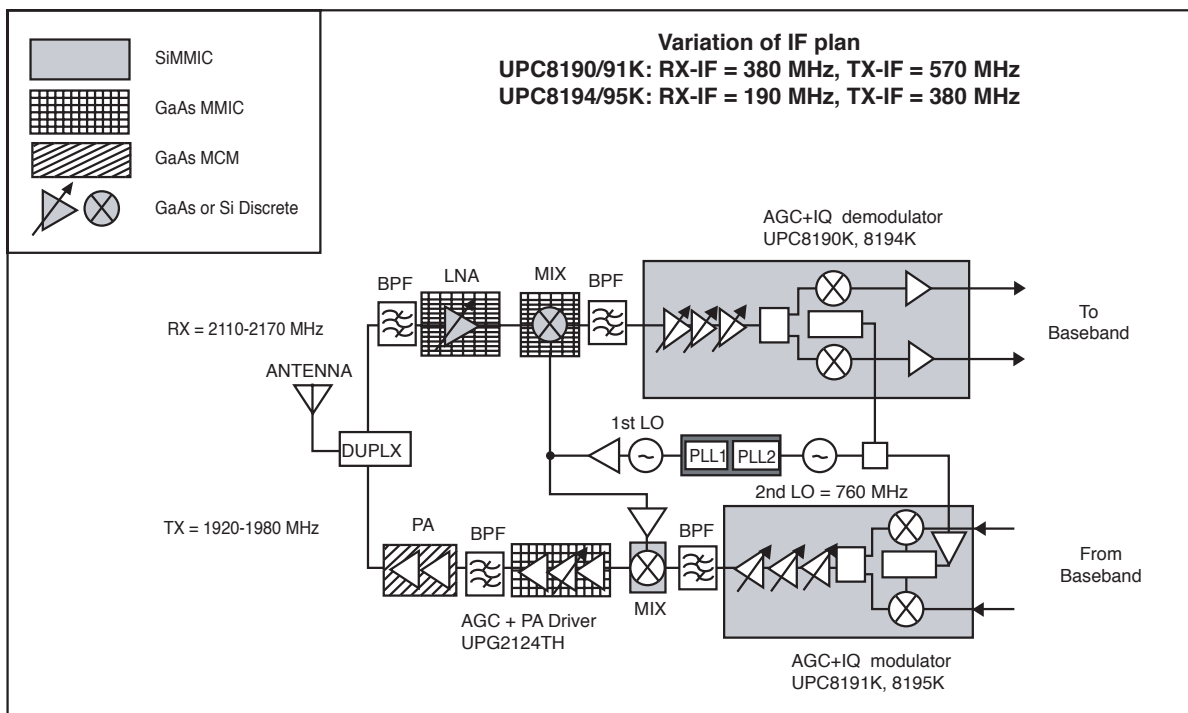 SiMMIC
GaAs MMIC
GaAs MCM
GaAs or Si Discrete
Variation of IF plan
UPC8190/91K: RX-IF = 380 MHz, TX-IF = 570 MHz
UPC8194/95K: RX-IF = 190 MHz, TX-IF = 380 MHz
AGC+IQ demodulator
UPC8190K, 8194K
BPF
LNA
MIX
BPF
RX = 2110-2170 MHz
To
Baseband
ANTENNA
DUPLX
1st LO
PLL1
PLL2
2nd LO = 760 MHz
TX = 1920-1980 MHz
PA
BPF
BPF
From
Baseband
MIX
AGC + PA Driver
UPG2124TH
AGC+IQ modulator
UPC8191K, 8195K